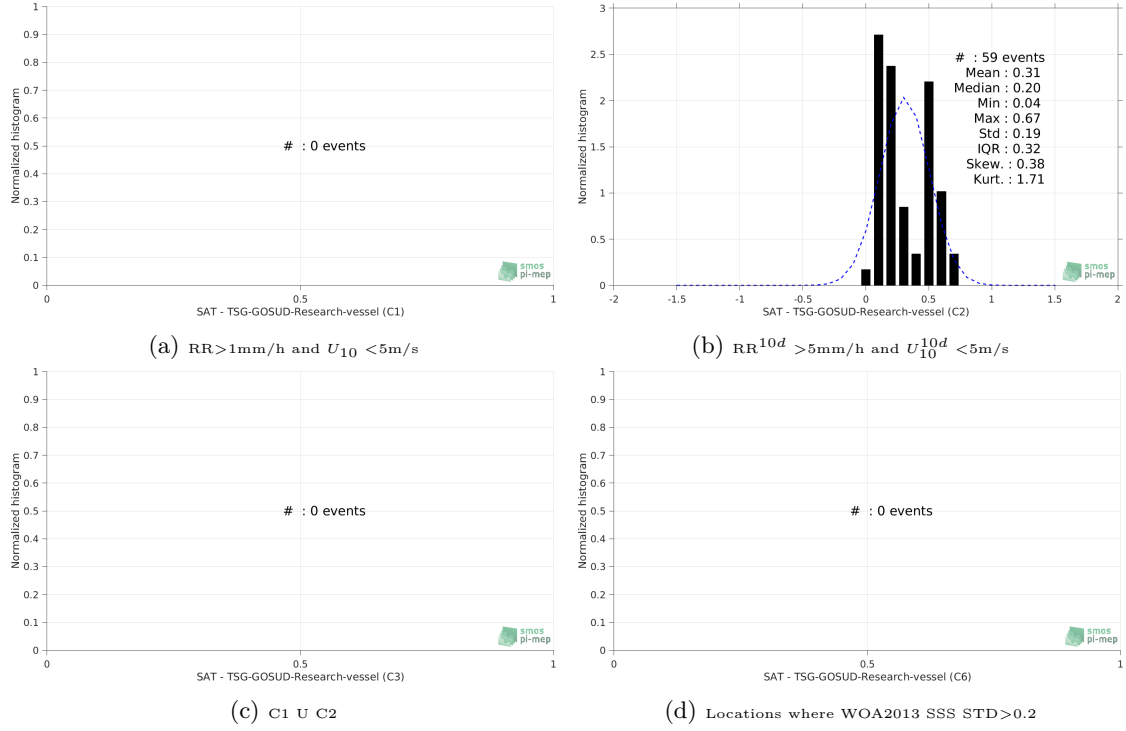 1
0.9
0.8
0.7
0.6
0.5
0.4
0.3
0.2
0.1
0
Normalized histogram
# : 0 events
smos
pi-mep
0 0.5 1
SAT - TSG-GOSUD-Research-vessel (C1)
(a) RR>1mm/h and U10 <5m/s
3
2.5
2
1.5
1
0.5
0
Normalized histogram
# : 59 events
Mean : 0.31
Median : 0.20
Min : 0.04
Max : 0.67
Std : 0.19
IQR : 0.32
Skew. : 0.38
Kurt. : 1.71
smos
pi-mep
-2 -1.5 -1 -0.5 0 0.5 1 1.5 2
SAT - TSG-GOSUD-Research-vessel (C2)
(b) RR10d >5mm/h and U10d10 <5m/s
1
0.9
0.8
0.7
0.6
0.5
0.4
0.3
0.2
0.1
0
Normalized histogram
# : 0 events
smos
pi-mep
0 0.5 1
SAT - TSG-GOSUD-Research-vessel (C3)
(c) C1 U C2
1
0.9
0.8
0.7
0.6
0.5
0.4
0.3
0.2
0.1
0
Normalized histogram
# : 0 events
smos
pi-mep
0 0.5 1
SAT - TSG-GOSUD-Research-vessel (C6)
(d) Locations where WOA2013 SSS STD>0.2